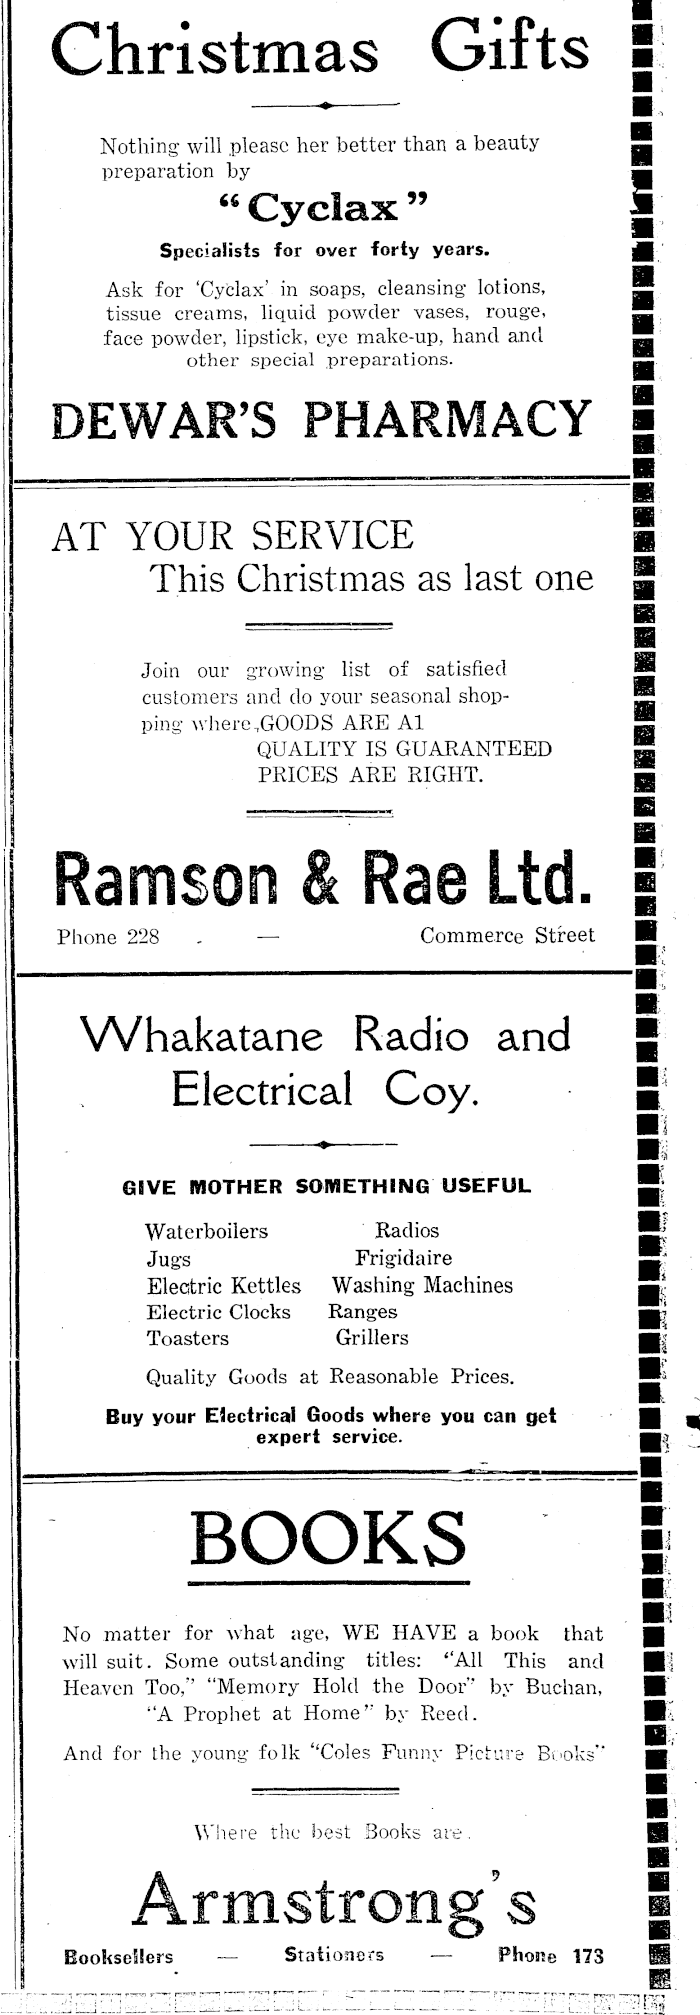 Christmas Gifts
Nothing will please her better than a beauty
preparation by
“Cyclax”
Specialists for over forty years.
Ask for ‘Cyclax’ in soaps, cleansing lotions,
tissue creams, liquid powder vases, rouge,
face powder, lipstick, eye make-up, hand and
other special preparations.
DEWAR’S PHARMACY
AT YOUR SERVICE
This Christmas as last one
Join our growing list of satisfied
customers and do your seasonal shop-
ping where GOODS ARE A1
QUALITY IS GUARANTEED
PRICES ARE RIGHT.
Ramson & Rae Ltd.
Phone 228 — Commerce Street
Whakatane Radio and
Electrical Coy.
GIVE MOTHER SOMETHING USEFUL
Waterboilers Radios
Jugs Frigidaire
Electric Kettles Washing Machines
Electric Clocks Ranges
Toasters Grillers
Quality Goods at Reasonable Prices.
Buy your Electrical Goods where you can get
expert service.
BOOKS
No matter for what age, WE HAVE a book that
will suit. Some outstanding titles: “All This and
Heaven Too,” “Memory Hold the Door” by Buchan,
“A Prophet at Home” by Reed.
And for the young folk “Coles Funny Picture Books”
Where the best Books are.
Armstrong’s
Booksellers — Stationers — Phone 173